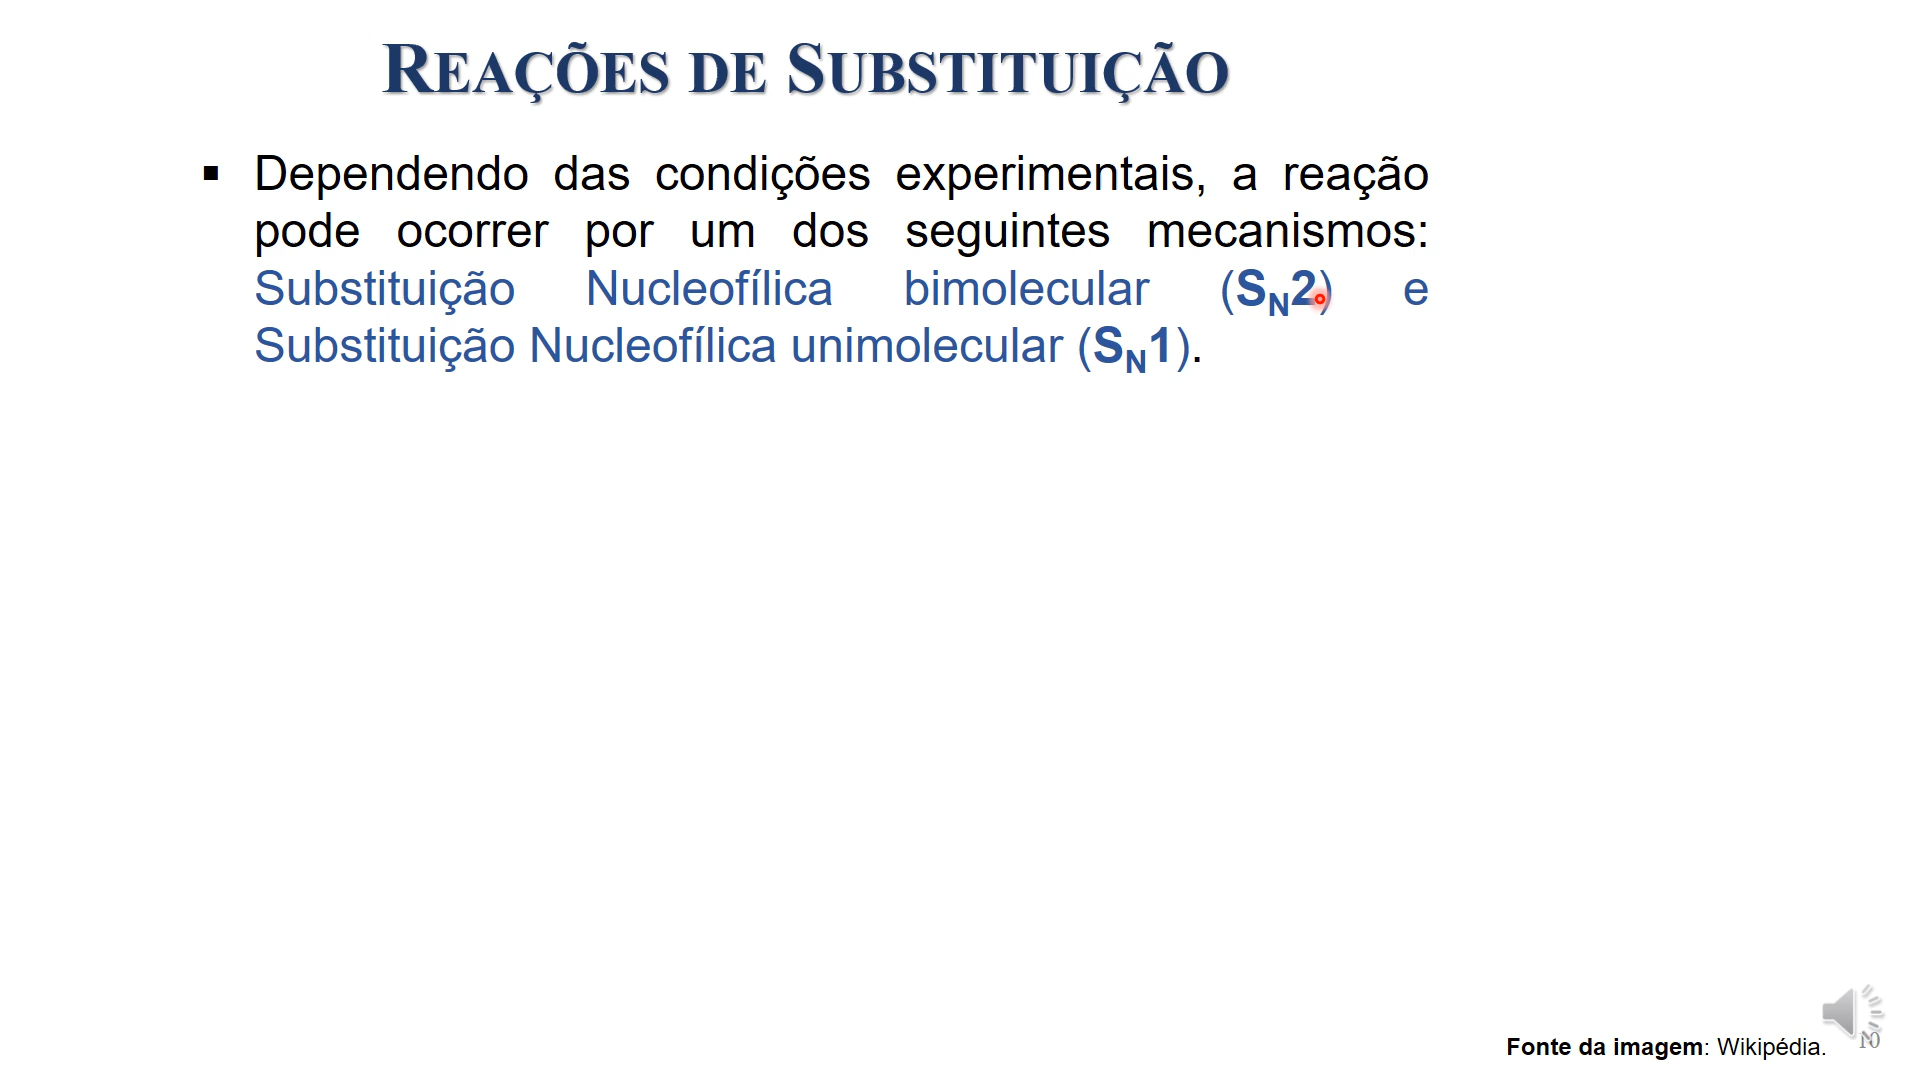 REAÇÕES DE SUBSTITUIÇÃO
▪ Dependendo das condições experimentais, a reação
pode ocorrer por um dos seguintes mecanismos:
Substituição Nucleofílica bimolecular (SN2) e
Substituição Nucleofílica unimolecular (SN1).
Fonte da imagem: Wikipédia.
10